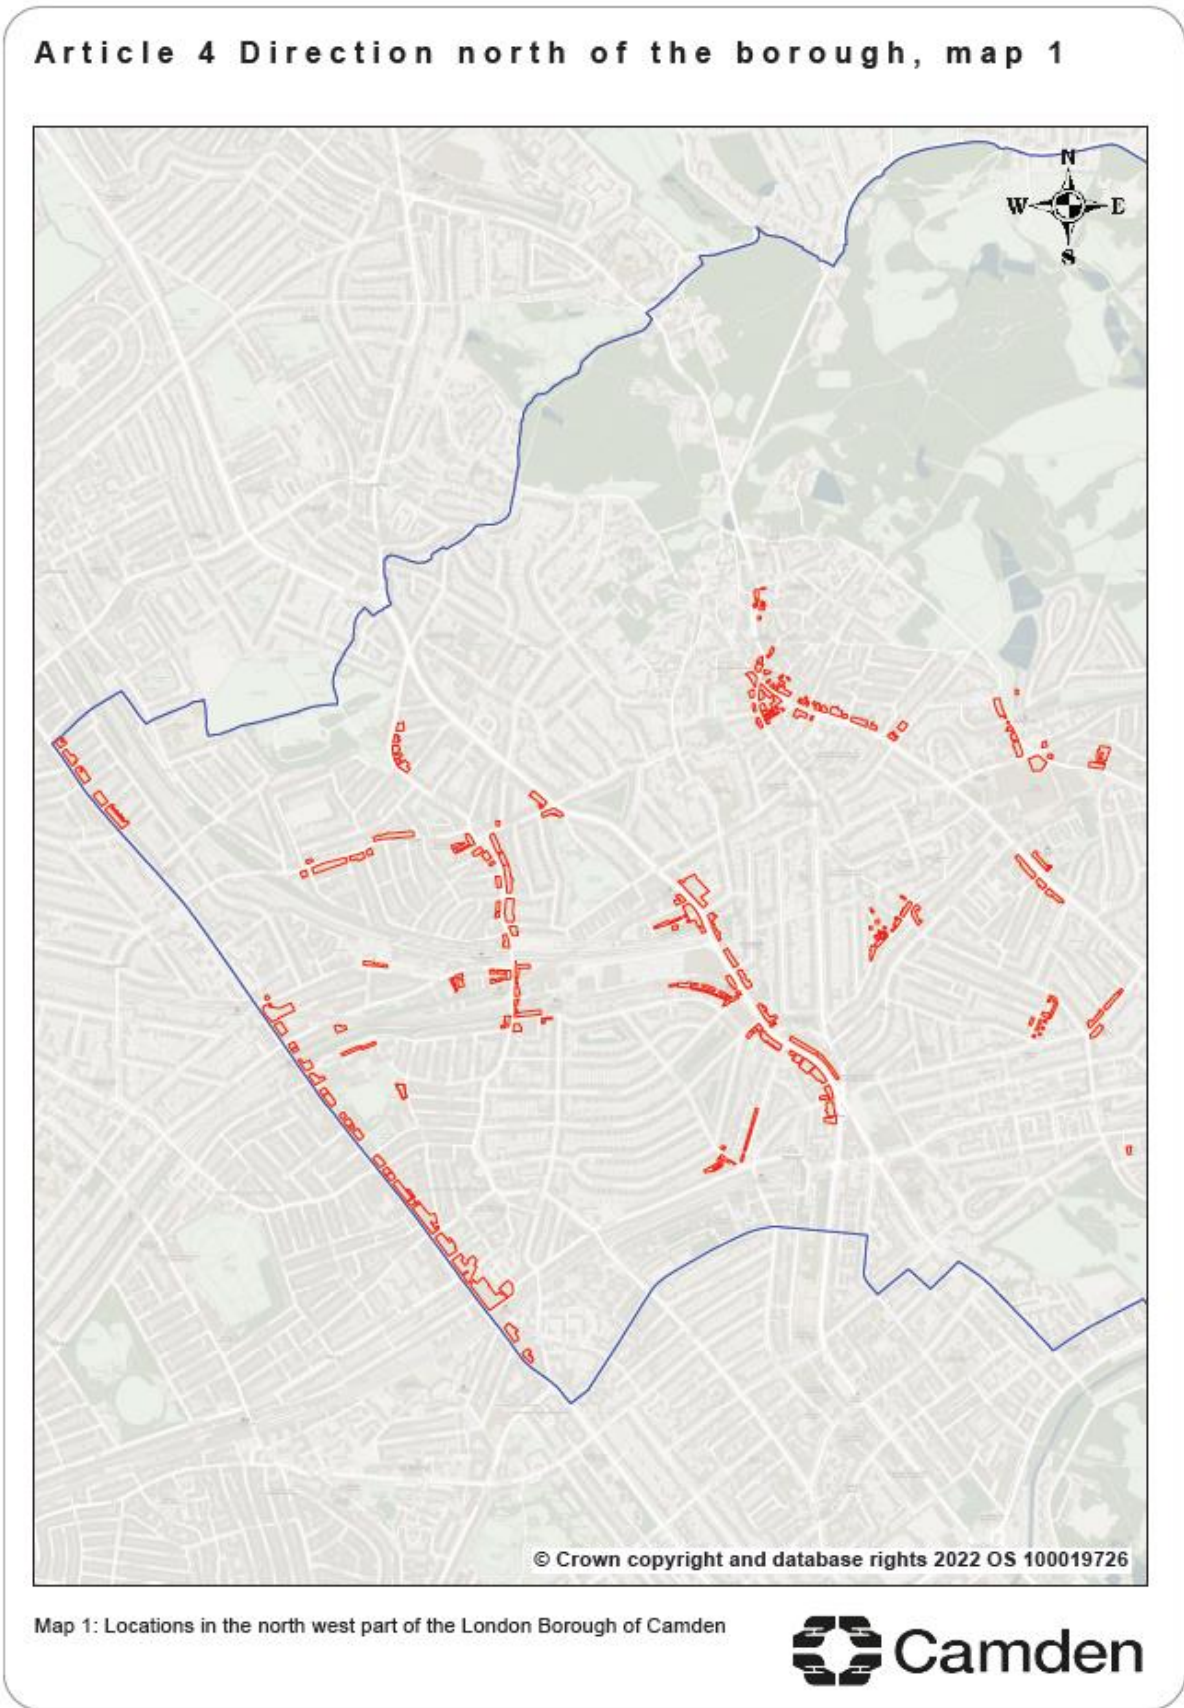 Article 4 Direction north of the borough, map 1
N
W E
S
© Crown copyright and database rights 2022 OS 100019726
Map 1: Locations in the north west part of the London Borough of Camden
Camden